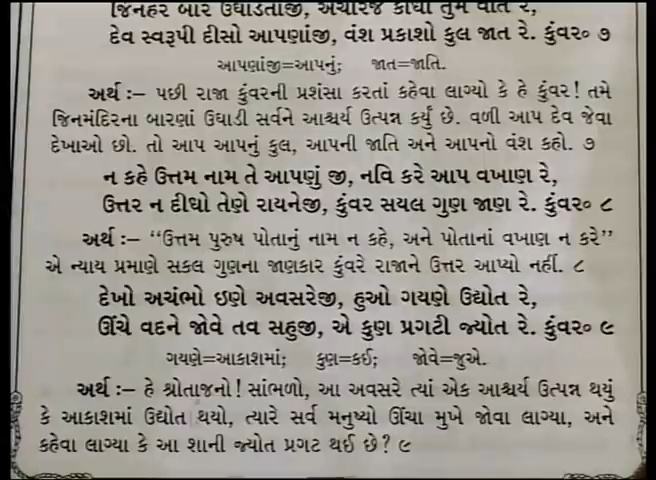 જિનહર બાર ઉઘાડતાંજી, અચરિજ કીધી તુમે વાત રે,
દેવ સ્વરૂપી દીસો આપણાંજી, વંશ પ્રકાશો કુલ જાત રે. કુંવર૦ ૭
આપણાંજી=આપનું; જાત=જાતિ.
અર્થ :– પછી રાજા કુંવરની પ્રશંસા કરતાં કહેવા લાગ્યો કે હે કુંવર! તમે
જિનમંદિરના બારણાં ઉઘાડી સર્વને આશ્ચર્ય ઉત્પન્ન કર્યું છે. વળી આપ દેવ જેવા
દેખાઓ છો. તો આપ આપનું કુલ, આપની જાતિ અને આપનો વંશ કહો. ૭
ન કહે ઉત્તમ નામ તે આપણું જી, નવિ કરે આપ વખાણ રે,
ઉત્તર ન દીધો તેણે રાયનેજી, કુંવર સયલ ગુણ જાણ રે. કુંવર૦ ૮
અર્થ :– “ઉત્તમ પુરુષ પોતાનું નામ ન કહે, અને પોતાનાં વખાણ ન કરે”
એ ન્યાય પ્રમાણે સકલ ગુણના જાણકાર કુંવરે રાજાને ઉત્તર આપ્યો નહીં. ૮
દેખો અચંભો ઇણે અવસરેજી, હુઓ ગયણે ઉદ્યોત રે,
ઊંચે વદને જોવે તવ સહુજી, એ કુણ પ્રગટી જ્યોત રે. કુંવર૦ ૯
ગયણે=આકાશમાં; કુણ=કઈ; જોવે=જુએ.
અર્થ :– હે શ્રોતાજનો! સાંભળો, આ અવસરે ત્યાં એક આશ્ચર્ય ઉત્પન્ન થયું
કે આકાશમાં ઉદ્યોત થયો, ત્યારે સર્વ મનુષ્યો ઊંચા મુખે જોવા લાગ્યા, અને
કહેવા લાગ્યા કે આ શાની જ્યોત પ્રગટ થઈ છે? ૯